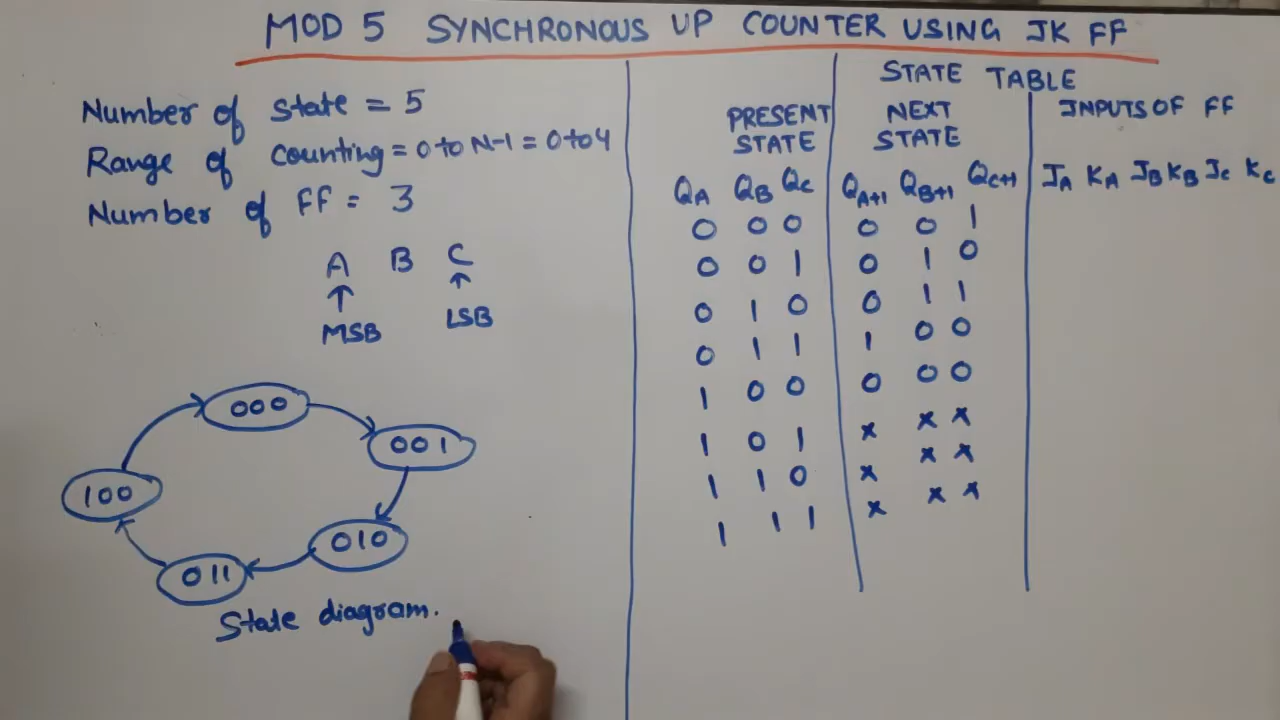 MOD 5 SYNCHRONOUS UP COUNTER USING JK FF
Number of state = 5
Range of counting = 0 to N-1 = 0 to 4
Number of FF = 3
A B C
↑ ↑
MSB LSB
000
001
010
011
100
State diagram.
STATE TABLE
PRESENT STATE NEXT STATE INPUTS OF FF
QA QB QC QA+1 QB+1 QC+1 JA KA JB KB JC KC
0 0 0 0 0 1
0 0 1 0 1 0
0 1 0 0 1 1
0 1 1 1 0 0
1 0 0 0 0 0
1 0 1 x x x
1 1 0 x x x
1 1 1 x x x